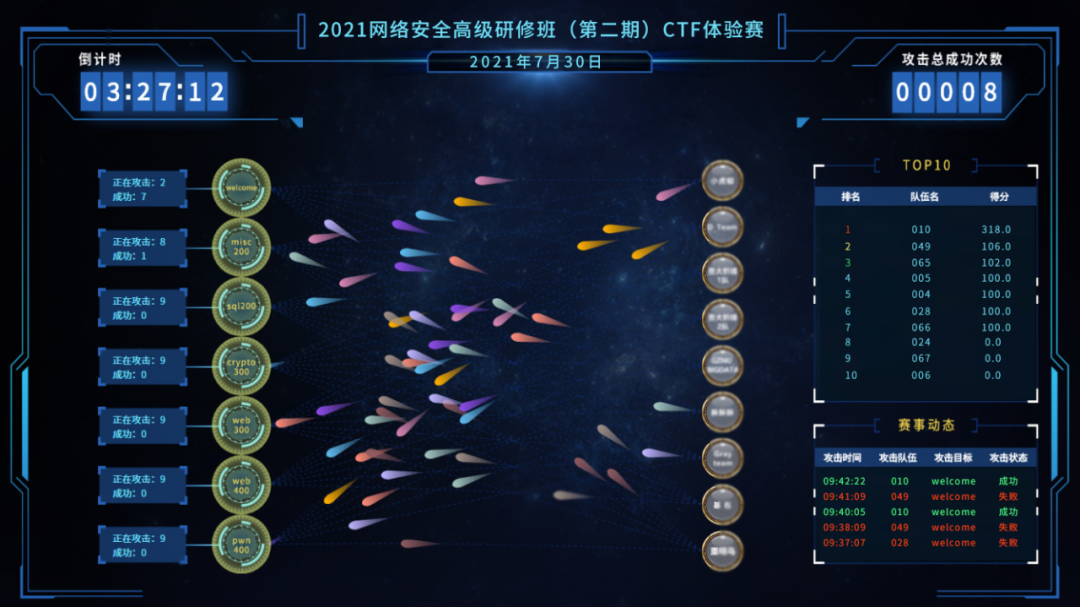 2021网络安全高级研修班（第二期）CTF体验赛
2021年7月30日
倒计时
03:27:12
攻击总成功次数
00008
正在攻击：2
成功：7
welcome
正在攻击：8
成功：1
misc
200
正在攻击：9
成功：0
sql200
正在攻击：9
成功：0
crypto
300
正在攻击：9
成功：0
web
300
正在攻击：9
成功：0
web
400
正在攻击：9
成功：0
pwn
400
D_Team
Gray
team
TOP10
排名 队伍名 得分
1 010 318.0
2 049 106.0
3 065 102.0
4 005 100.0
5 004 100.0
6 028 100.0
7 066 100.0
8 024 0.0
9 067 0.0
10 006 0.0
赛事动态
攻击时间 攻击队伍 攻击目标 攻击状态
09:42:22 010 welcome 成功
09:41:09 049 welcome 失败
09:40:05 010 welcome 成功
09:38:09 049 welcome 失败
09:37:07 028 welcome 失败